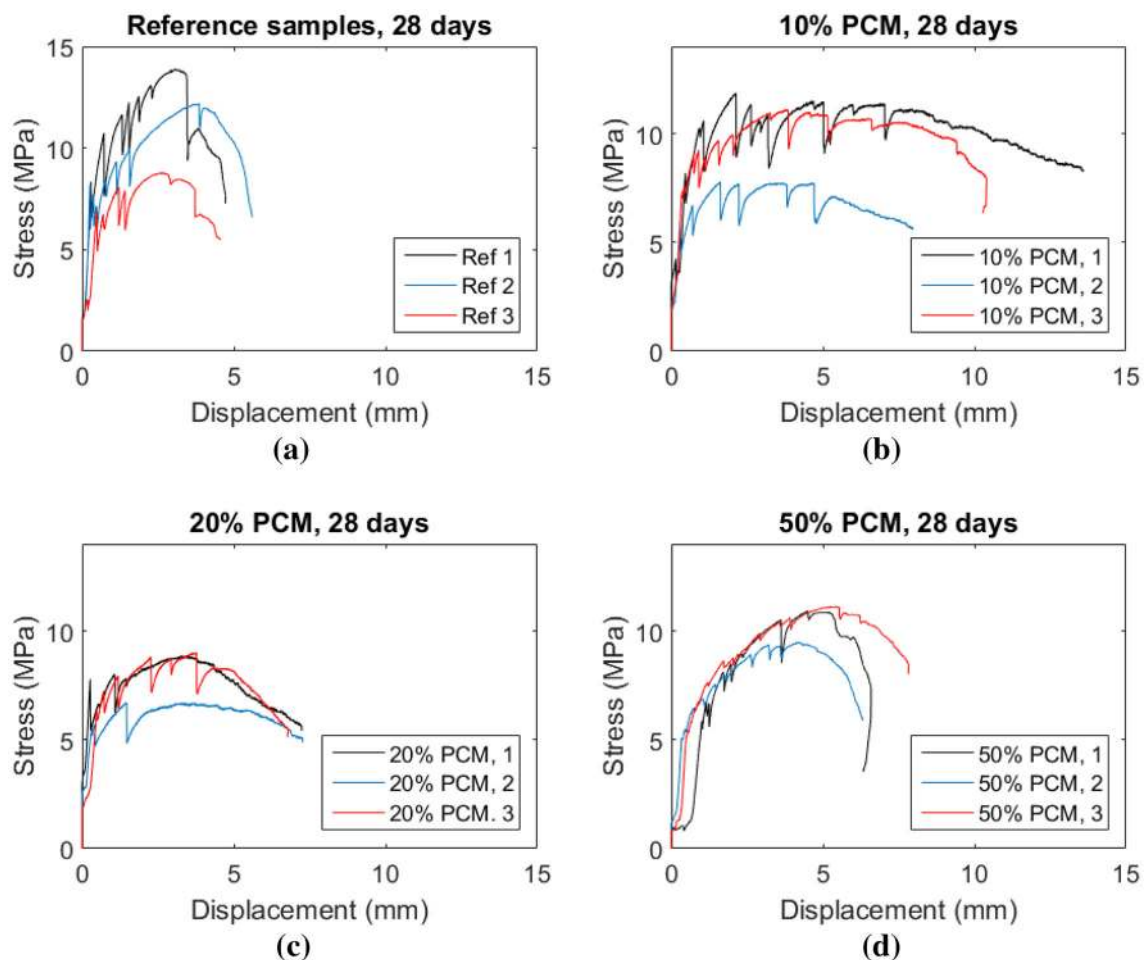 Reference samples, 28 days
15
10
5
0
Stress (MPa)
Ref 1
Ref 2
Ref 3
0 5 10 15
Displacement (mm)
(a)
10% PCM, 28 days
10
5
0
Stress (MPa)
10% PCM, 1
10% PCM, 2
10% PCM, 3
0 5 10 15
Displacement (mm)
(b)
20% PCM, 28 days
10
5
0
Stress (MPa)
20% PCM, 1
20% PCM, 2
20% PCM. 3
0 5 10 15
Displacement (mm)
(c)
50% PCM, 28 days
10
5
0
Stress (MPa)
50% PCM, 1
50% PCM, 2
50% PCM, 3
0 5 10 15
Displacement (mm)
(d)